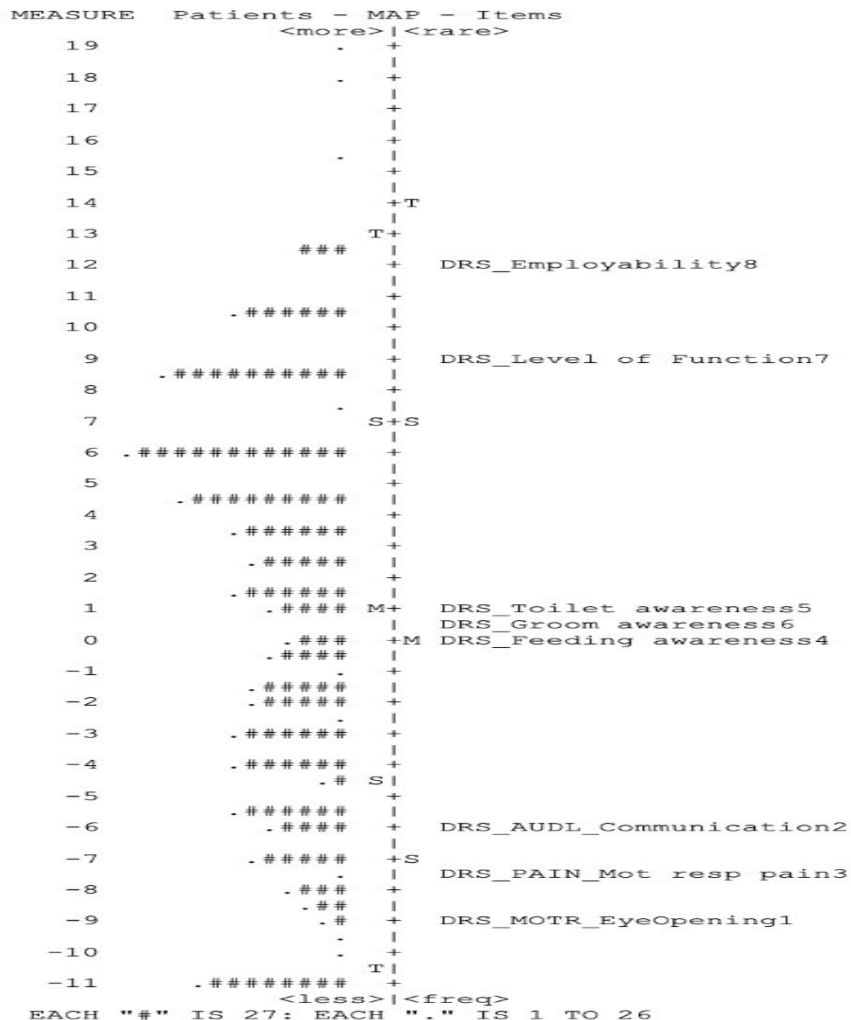 MEASURE Patients - MAP - Items
<more>|<rare>
19 . +
|
18 . +
|
17 +
|
16 +
. |
15 +
|
14 +T
|
13 T+
### |
12 + DRS_Employability8
|
11 +
.###### |
10 +
|
9 + DRS_Level of Function7
.########## |
8 +
. |
7 S+S
|
6 .############ +
|
5 +
.######### |
4 +
.###### |
3 +
.##### |
2 +
.###### |
1 .#### M+ DRS_Toilet awareness5
| DRS_Groom awareness6
0 .### +M DRS_Feeding awareness4
.#### |
-1 . +
.##### |
-2 .##### +
. |
-3 .###### +
|
-4 .###### +
.# S|
-5 +
.###### |
-6 .#### + DRS_AUDL_Communication2
|
-7 .##### +S
. | DRS_PAIN_Mot resp pain3
-8 .### +
.## |
-9 .# + DRS_MOTR_EyeOpening1
. |
-10 . +
T|
-11 .######## +
<less>|<freq>
EACH "#" IS 27: EACH "." IS 1 TO 26